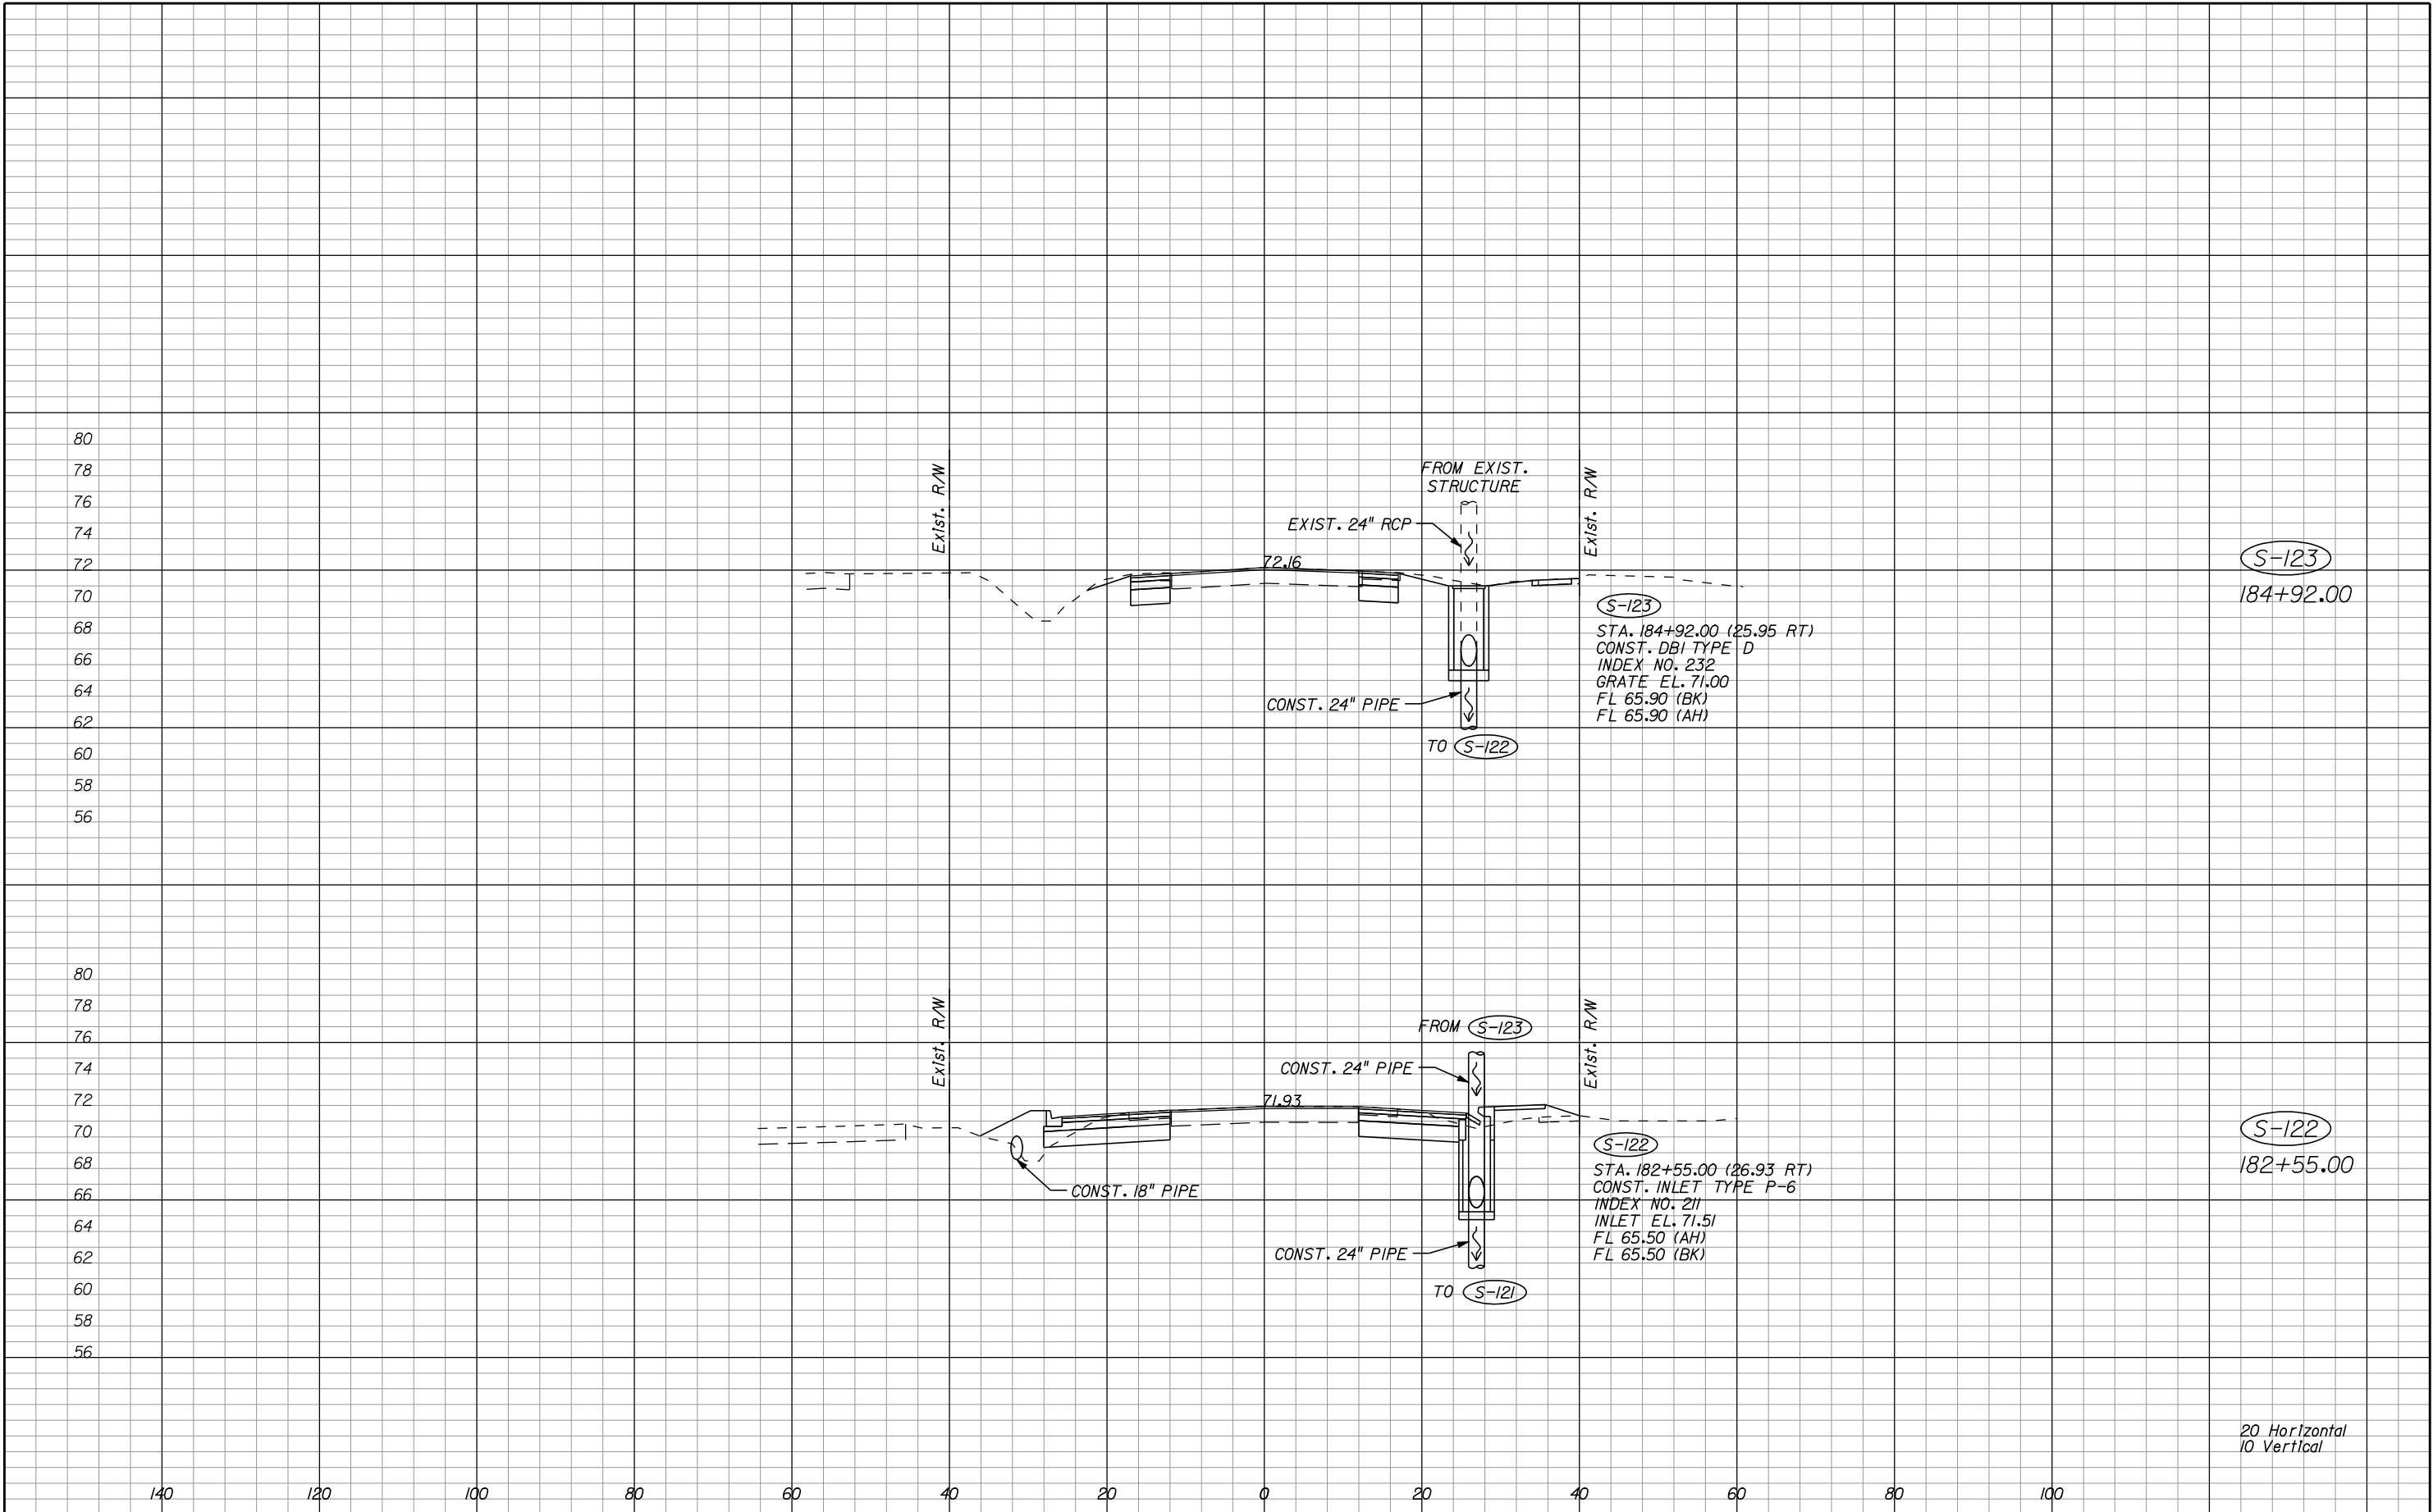 80
78
76
74
72
70
68
66
64
62
60
58
56
Exist. R/W
FROM EXIST.
STRUCTURE
EXIST. 24" RCP
72.16
Exist. R/W
S-123
184+92.00
S-123
STA. 184+92.00 (25.95 RT)
CONST. DBI TYPE D
INDEX NO. 232
GRATE EL. 71.00
FL 65.90 (BK)
FL 65.90 (AH)
CONST. 24" PIPE
TO S-122
80
78
76
74
72
70
68
66
64
62
60
58
56
Exist. R/W
FROM S-123
CONST. 24" PIPE
71.93
Exist. R/W
S-122
182+55.00
S-122
STA. 182+55.00 (26.93 RT)
CONST. INLET TYPE P-6
INDEX NO. 211
INLET EL. 71.51
FL 65.50 (AH)
FL 65.50 (BK)
CONST. 18" PIPE
CONST. 24" PIPE
TO S-121
20 Horizontal
10 Vertical
140 120 100 80 60 40 20 0 20 40 60 80 100